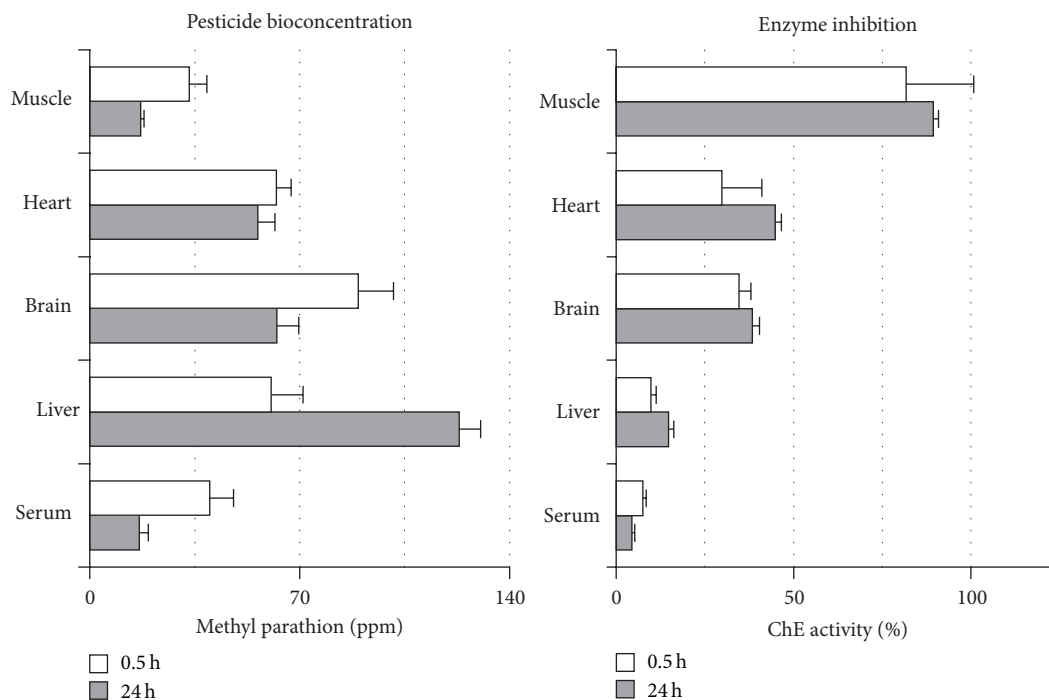 Pesticide bioconcentration
Muscle
Heart
Brain
Liver
Serum
0 70 140
Methyl parathion (ppm)
0.5 h
24 h
Enzyme inhibition
Muscle
Heart
Brain
Liver
Serum
0 50 100
ChE activity (%)
0.5 h
24 h